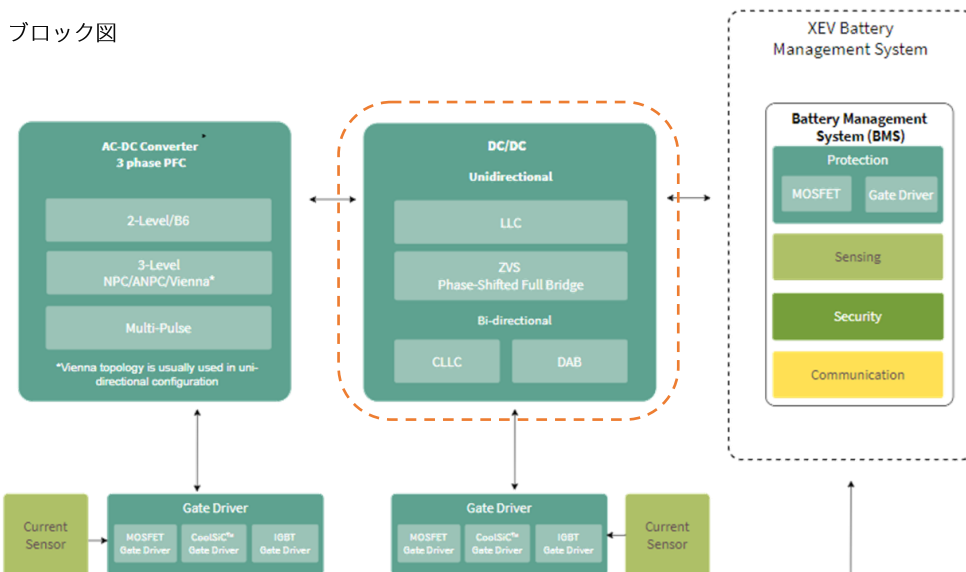 ブロック図
AC-DC Converter
3 phase PFC
2-Level/B6
3-Level
NPC/ANPC/Vienna*
Multi-Pulse
*Vienna topology is usually used in uni-
directional configuration
DC/DC
Unidirectional
LLC
ZVS
Phase-Shifted Full Bridge
Bi-directional
CLLC
DAB
XEV Battery
Management System
Battery Management
System (BMS)
Protection
MOSFET
Gate Driver
Sensing
Security
Communication
Current
Sensor
Gate Driver
MOSFET
Gate Driver
CoolSiC™
Gate Driver
IGBT
Gate Driver
Gate Driver
MOSFET
Gate Driver
CoolSiC™
Gate Driver
IGBT
Gate Driver
Current
Sensor